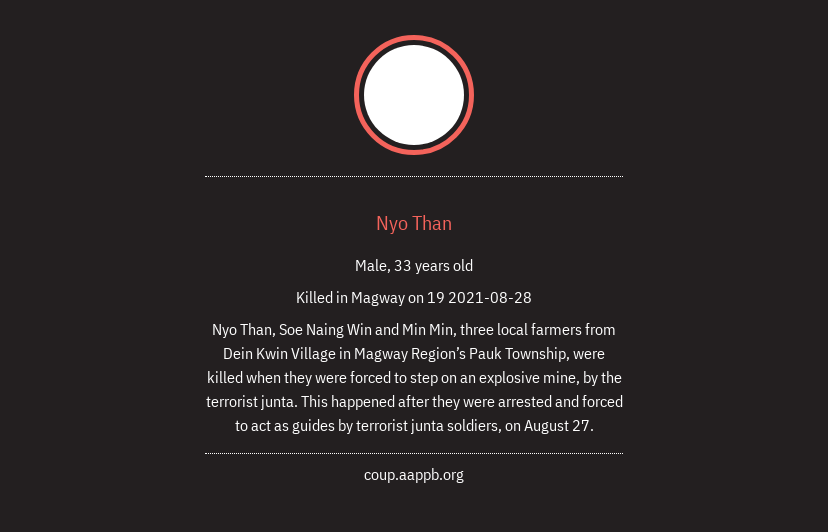 Nyo Than
Male, 33 years old
Killed in Magway on 19 2021-08-28
Nyo Than, Soe Naing Win and Min Min, three local farmers from
Dein Kwin Village in Magway Region’s Pauk Township, were
killed when they were forced to step on an explosive mine, by the
terrorist junta. This happened after they were arrested and forced
to act as guides by terrorist junta soldiers, on August 27.
coup.aappb.org